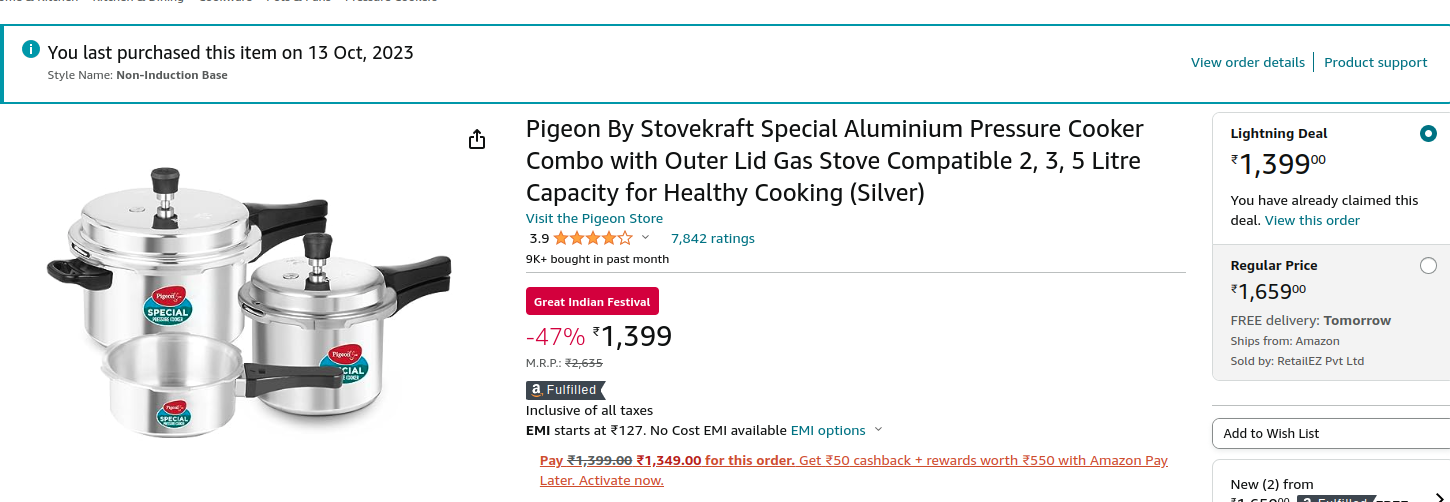 Kitchen & Dining
Cookware
Pots & Pans
Pressure Cookers
You last purchased this item on 13 Oct, 2023
Style Name: Non-Induction Base
View order details
Product support
Pigeon By Stovekraft Special Aluminium Pressure Cooker
Combo with Outer Lid Gas Stove Compatible 2, 3, 5 Litre
Capacity for Healthy Cooking (Silver)
Visit the Pigeon Store
3.9
7,842 ratings
9K+ bought in past month
Great Indian Festival
-47% ₹1,399
M.R.P.: ₹2,635
a Fulfilled
Inclusive of all taxes
EMI starts at ₹127. No Cost EMI available EMI options
Pay ₹1,399.00 ₹1,349.00 for this order. Get ₹50 cashback + rewards worth ₹550 with Amazon Pay
Later. Activate now.
Pigeon
SPECIAL
PRESSURE COOKER
Pigeon
CIAL
Pigeon
SPECIAL
PRESSURE COOKER
Lightning Deal
₹1,39900
You have already claimed this
deal. View this order
Regular Price
₹1,65900
FREE delivery: Tomorrow
Ships from: Amazon
Sold by: RetailEZ Pvt Ltd
Add to Wish List
New (2) from